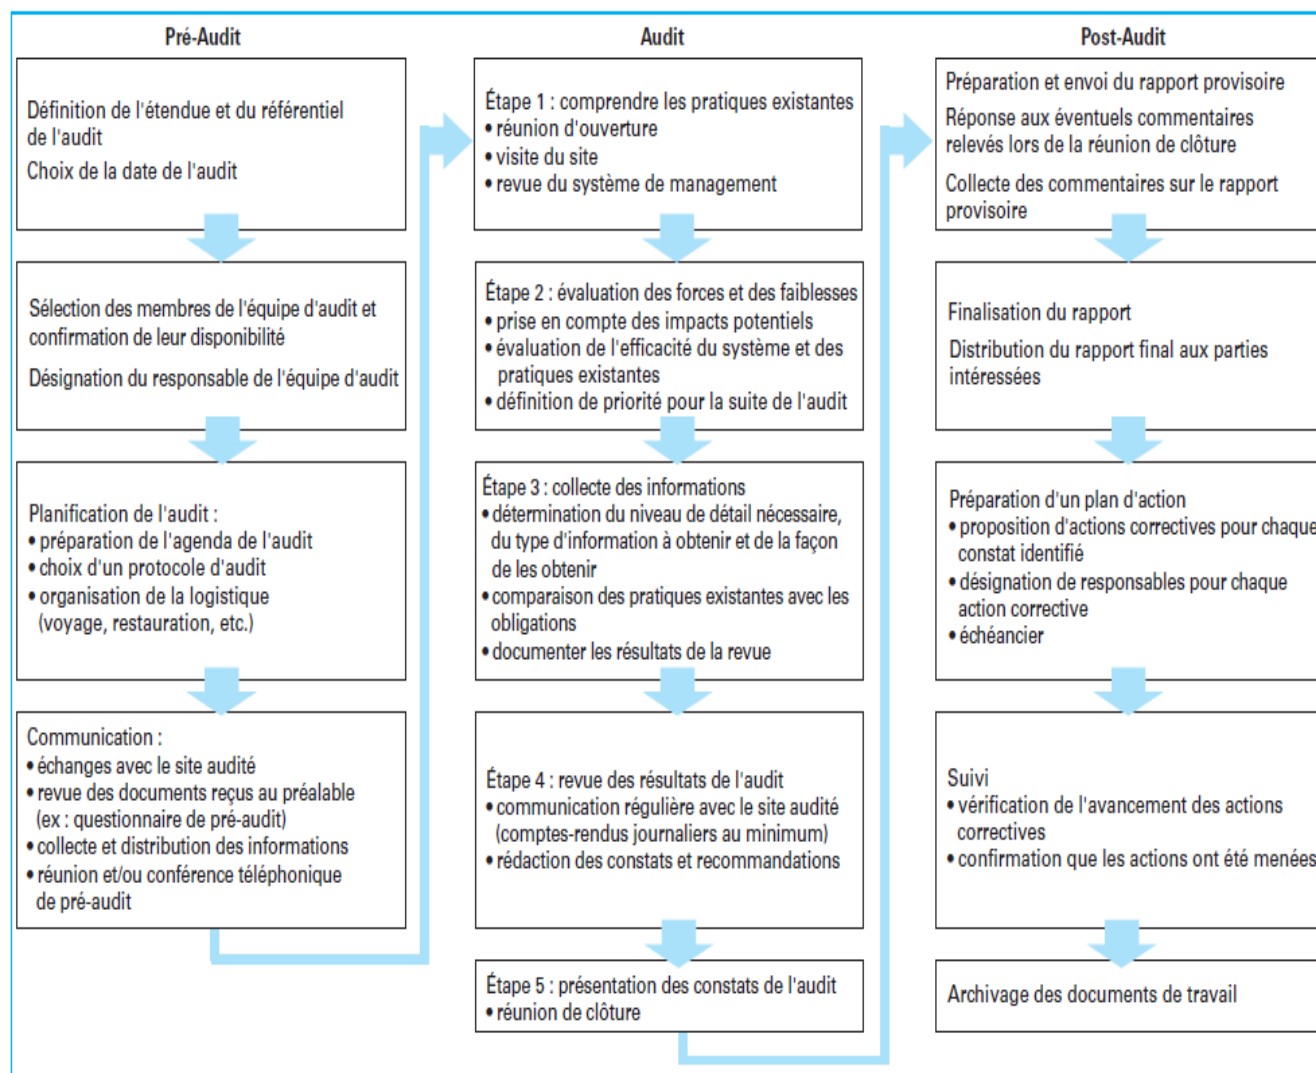 Pré-Audit
Définition de l'étendue et du référentiel
de l'audit
Choix de la date de l'audit
Sélection des membres de l'équipe d'audit et
confirmation de leur disponibilité
Désignation du responsable de l'équipe d'audit
Planification de l'audit :
• préparation de l'agenda de l'audit
• choix d'un protocole d'audit
• organisation de la logistique
(voyage, restauration, etc.)
Communication :
• échanges avec le site audité
• revue des documents reçus au préalable
(ex : questionnaire de pré-audit)
• collecte et distribution des informations
• réunion et/ou conférence téléphonique
de pré-audit
Audit
Étape 1 : comprendre les pratiques existantes
• réunion d'ouverture
• visite du site
• revue du système de management
Étape 2 : évaluation des forces et des faiblesses
• prise en compte des impacts potentiels
• évaluation de l'efficacité du système et des
pratiques existantes
• définition de priorité pour la suite de l'audit
Étape 3 : collecte des informations
• détermination du niveau de détail nécessaire,
du type d'information à obtenir et de la façon
de les obtenir
• comparaison des pratiques existantes avec les
obligations
• documenter les résultats de la revue
Étape 4 : revue des résultats de l'audit
• communication régulière avec le site audité
(comptes-rendus journaliers au minimum)
• rédaction des constats et recommandations
Étape 5 : présentation des constats de l'audit
• réunion de clôture
Post-Audit
Préparation et envoi du rapport provisoire
Réponse aux éventuels commentaires
relevés lors de la réunion de clôture
Collecte des commentaires sur le rapport
provisoire
Finalisation du rapport
Distribution du rapport final aux parties
intéressées
Préparation d'un plan d'action
• proposition d'actions correctives pour chaque
constat identifié
• désignation de responsables pour chaque
action corrective
• échéancier
Suivi
• vérification de l'avancement des actions
correctives
• confirmation que les actions ont été menées
Archivage des documents de travail